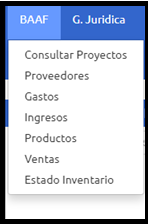 BAAF G. Juridica
Consultar Proyectos
Proveedores
Gastos
Ingresos
Productos
Ventas
Estado Inventario